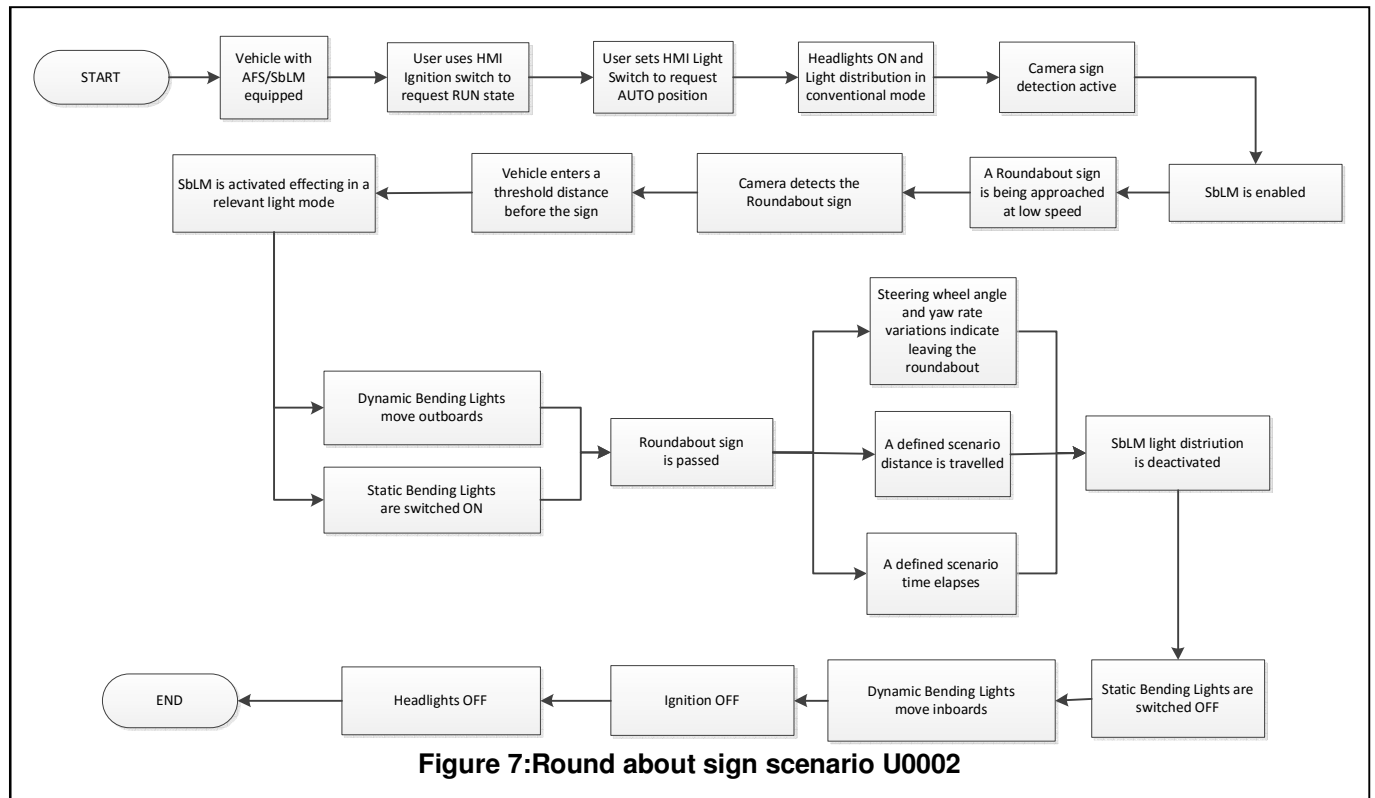 START
Vehicle with
AFS/SbLM
equipped
User uses HMI
Ignition switch to
request RUN state
User sets HMI Light
Switch to request
AUTO position
Headlights ON and
Light distribution in
conventional mode
Camera sign
detection active
SbLM is enabled
A Roundabout sign
is being approached
at low speed
Camera detects the
Roundabout sign
Vehicle enters a
threshold distance
before the sign
SbLM is activated effecting in a
relevant light mode
Dynamic Bending Lights
move outboards
Static Bending Lights
are switched ON
Roundabout sign
is passed
Steering wheel angle
and yaw rate
variations indicate
leaving the
roundabout
A defined scenario
distance is travelled
A defined scenario
time elapses
SbLM light distriution
is deactivated
Static Bending Lights are
switched OFF
Dynamic Bending Lights
move inboards
Ignition OFF
Headlights OFF
END
Figure 7:Round about sign scenario U0002